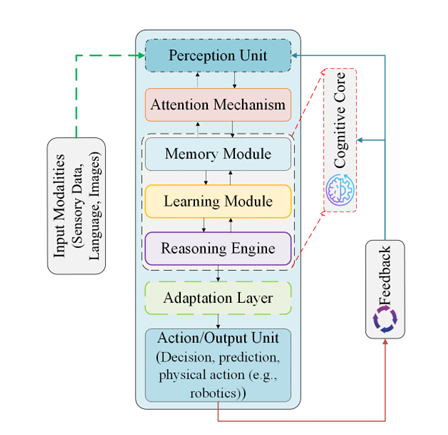 Perception Unit
Attention Mechanism
Memory Module
Learning Module
Reasoning Engine
Adaptation Layer
Action/Output Unit
(Decision, prediction,
physical action (e.g.,
robotics))
Input Modalities
(Sensory Data,
Language, Images)
Cognitive Core
Feedback